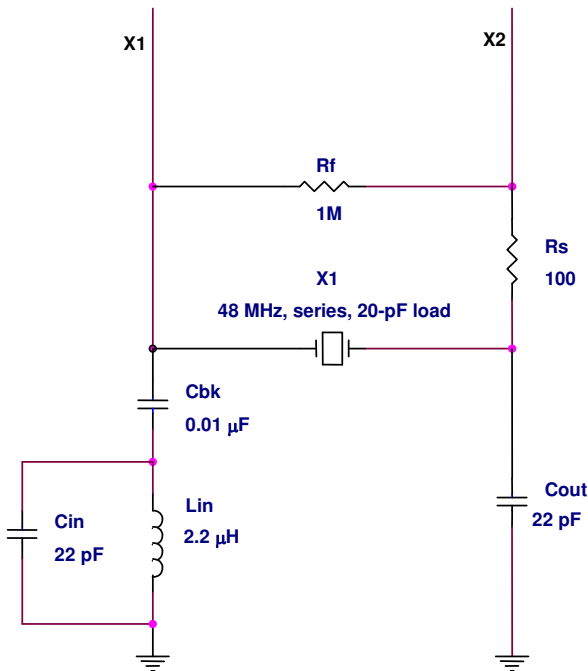 X1
X2
Rf
1M
Rs
100
X1
48 MHz, series, 20-pF load
Cbk
0.01 μF
Cin
22 pF
Lin
2.2 μH
Cout
22 pF